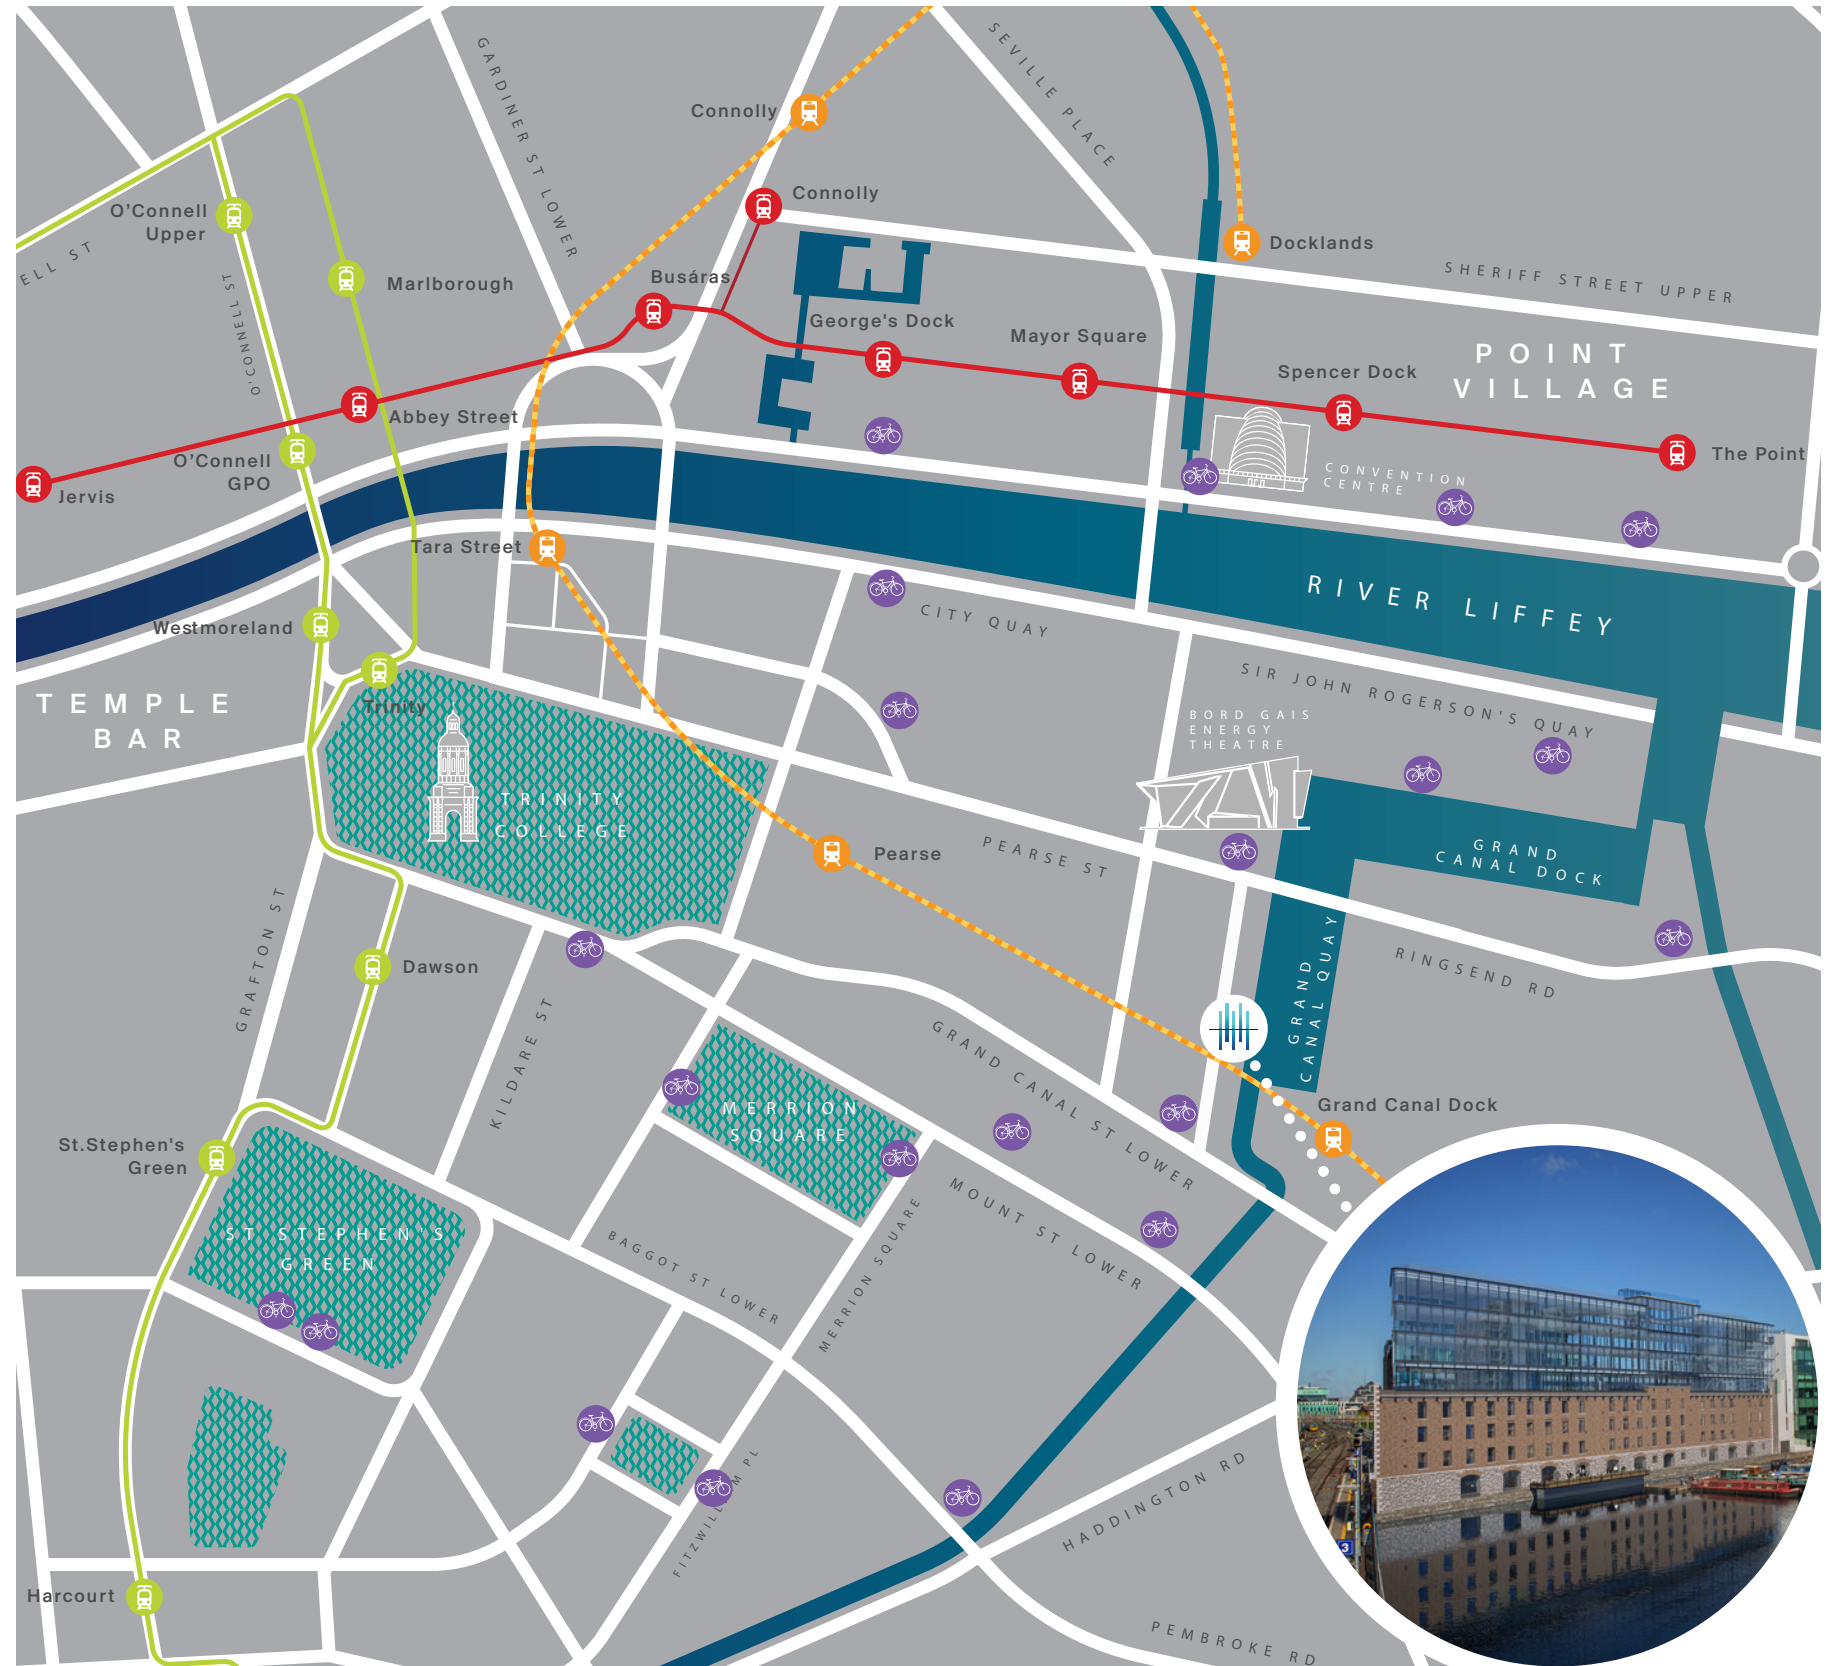 GARDINER ST LOWER
SEVILLE PLACE
Connolly
Connolly
O'Connell
Upper
ELL ST
Marlborough
O'CONNELL ST
Busáras
Docklands
SHERIFF STREET UPPER
George's Dock
Mayor Square
Spencer Dock
POINT
VILLAGE
Abbey Street
O'Connell
GPO
Jervis
The Point
CONVENTION
CENTRE
Tara Street
RIVER LIFFEY
CITY QUAY
Westmoreland
Trinity
TEMPLE
BAR
SIR JOHN ROGERSON'S QUAY
BORD GAIS
ENERGY
THEATRE
TRINITY
COLLEGE
Pearse
PEARSE ST
GRAND
CANAL DOCK
GRAFTON ST
Dawson
KILDARE ST
RINGSEND RD
GRAND
CANAL QUAY
GRAND CANAL ST LOWER
MERRION
SQUARE
Grand Canal Dock
St.Stephen's
Green
ST STEPHEN'S
GREEN
MOUNT ST LOWER
MERRION SQUARE
BAGGOT ST LOWER
FITZWILLIAM PL
HADDINGTON RD
Harcourt
PEMBROKE RD
3